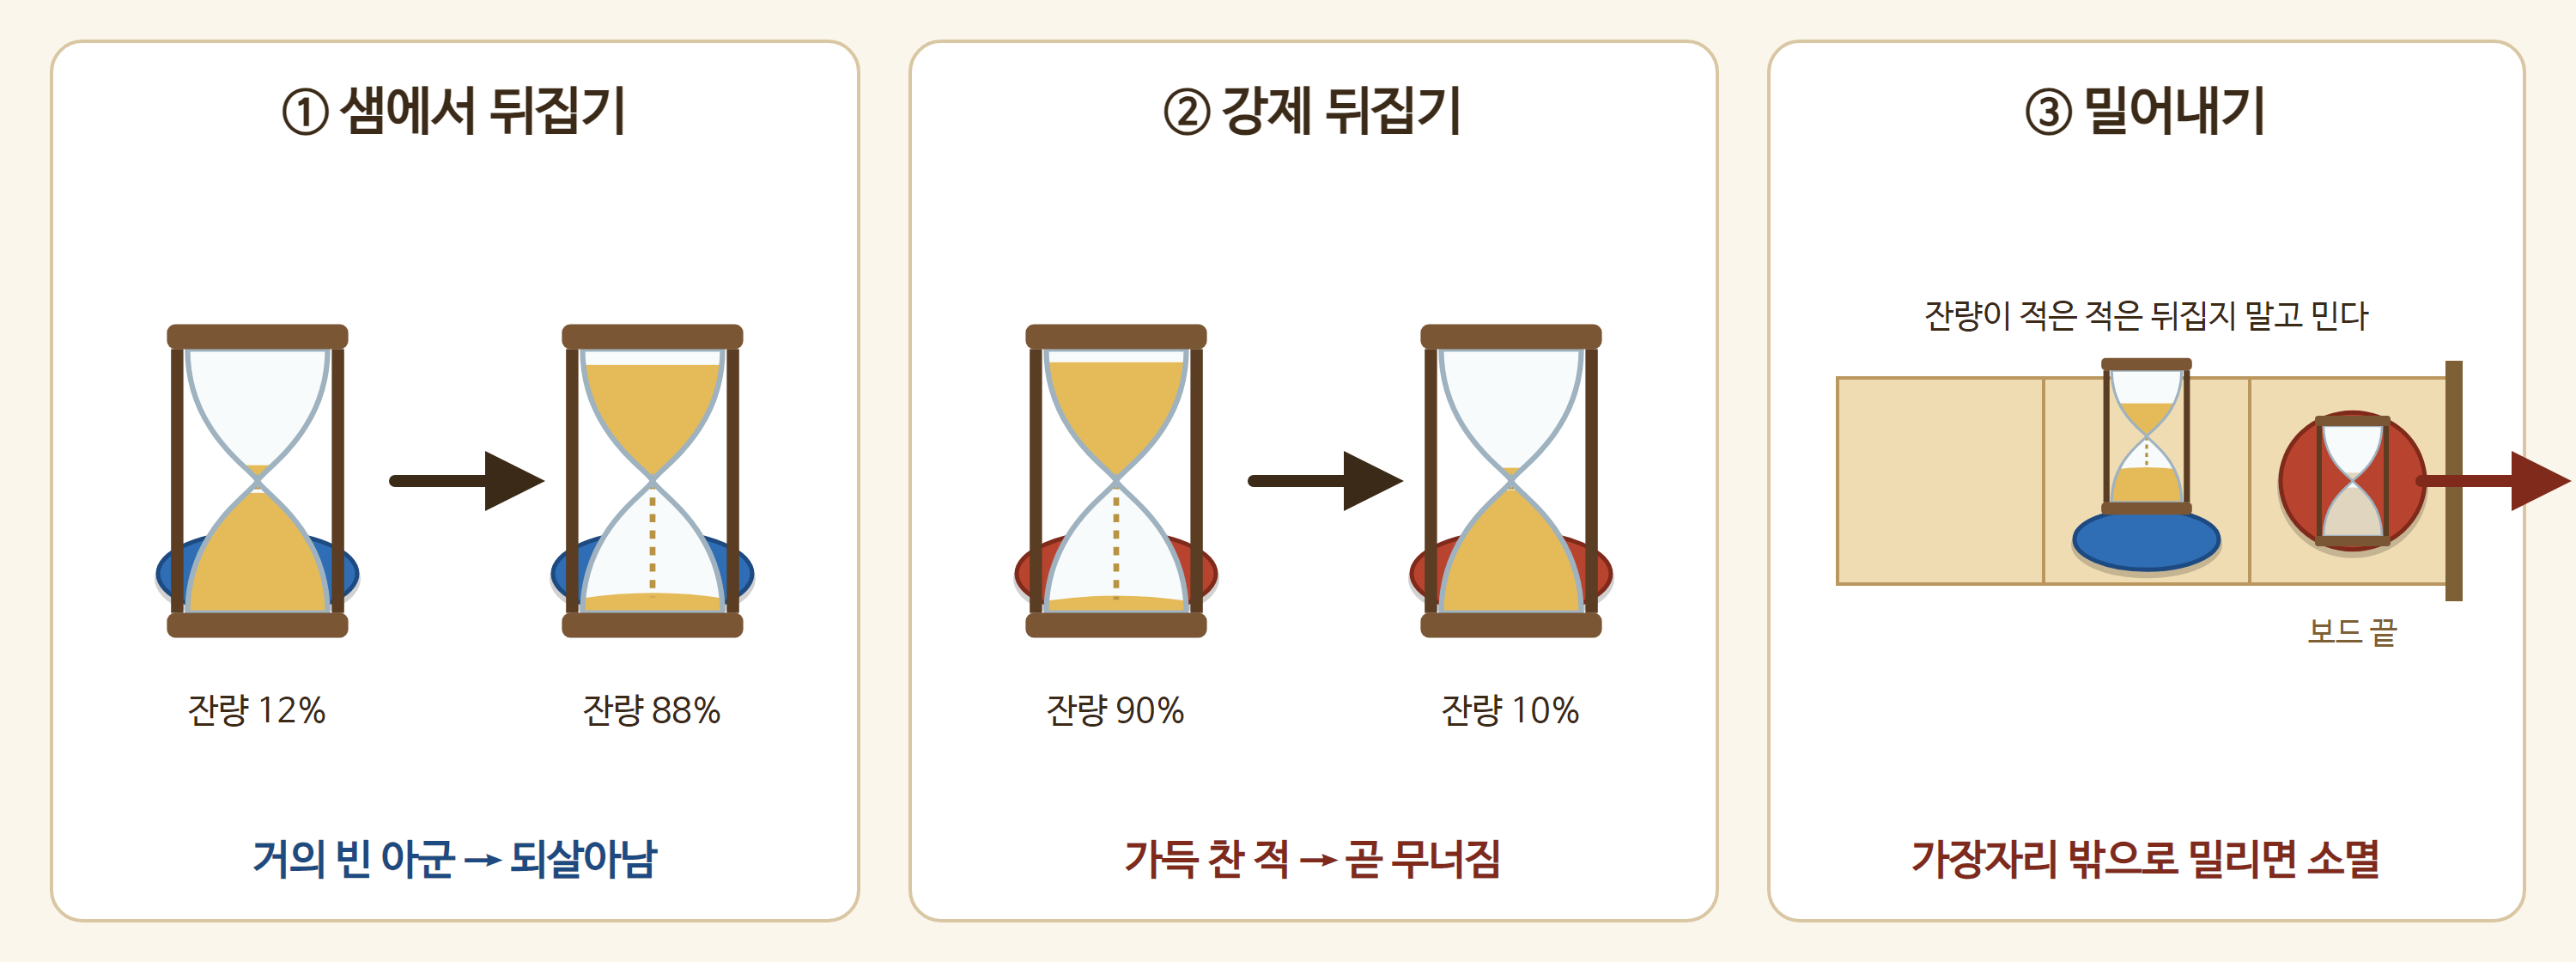 ① 샘에서 뒤집기
잔량 12%
잔량 88%
거의 빈 아군 → 되살아남
② 강제 뒤집기
잔량 90%
잔량 10%
가득 찬 적 → 곧 무너짐
③ 밀어내기
잔량이 적은 적은 뒤집지 말고 민다
보드 끝
가장자리 밖으로 밀리면 소멸